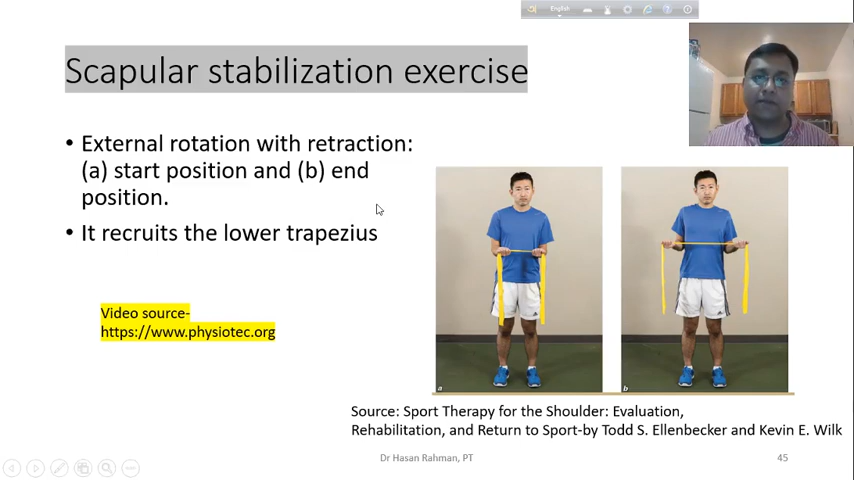 English
Scapular stabilization exercise
• External rotation with retraction:
(a) start position and (b) end
position.
• It recruits the lower trapezius
Video source-
https://www.physiotec.org
a
b
Source: Sport Therapy for the Shoulder: Evaluation,
Rehabilitation, and Return to Sport-by Todd S. Ellenbecker and Kevin E. Wilk
Dr Hasan Rahman, PT
45